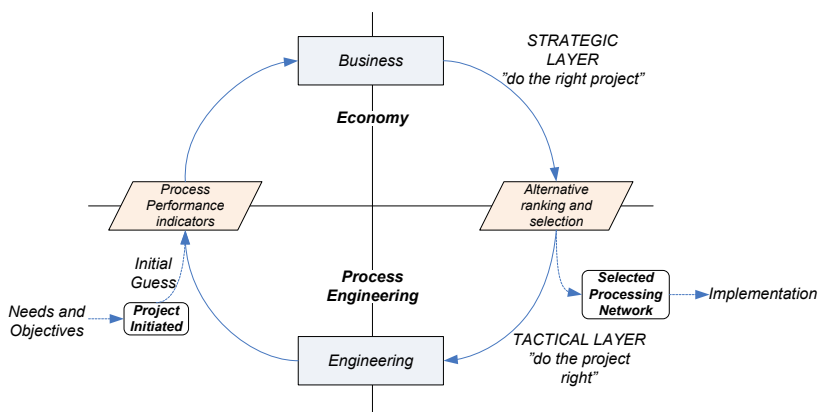 Business
STRATEGIC
LAYER
”do the right project”
Economy
Process
Performance
indicators
Alternative
ranking and
selection
Initial
Guess
Process
Engineering
Needs and
Objectives
Project
Initiated
Selected
Processing
Network
Implementation
Engineering
TACTICAL LAYER
”do the project
right”